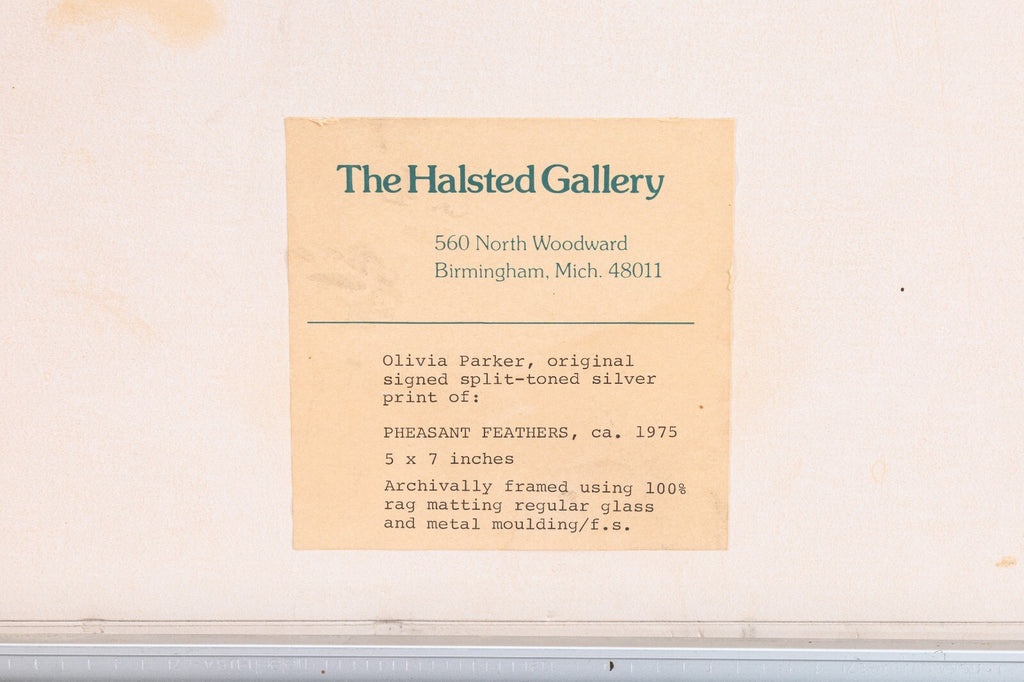 The Halsted Gallery
560 North Woodward
Birmingham, Mich. 48011
Olivia Parker, original
signed split-toned silver
print of:
PHEASANT FEATHERS, ca. 1975
5 x 7 inches
Archivally framed using 100%
rag matting regular glass
and metal moulding/f.s.